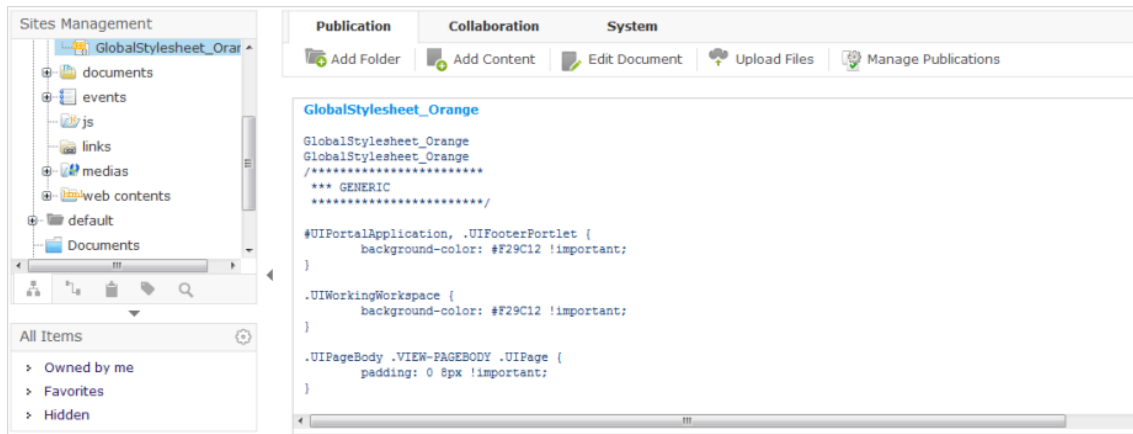 Sites Management
GlobalStylesheet_Orar
documents
events
js
links
medias
web contents
default
Documents
All Items
Owned by me
Favorites
Hidden
Publication Collaboration System
Add Folder Add Content Edit Document Upload Files Manage Publications
GlobalStylesheet_Orange
GlobalStylesheet_Orange
GlobalStylesheet_Orange
/************************
*** GENERIC
************************/
#UIPortalApplication, .UIFooterPortlet {
background-color: #F29C12 !important;
}
.UIWorkingWorkspace {
background-color: #F29C12 !important;
}
.UIPageBody .VIEW-PAGEBODY .UIPage {
padding: 0 8px !important;
}